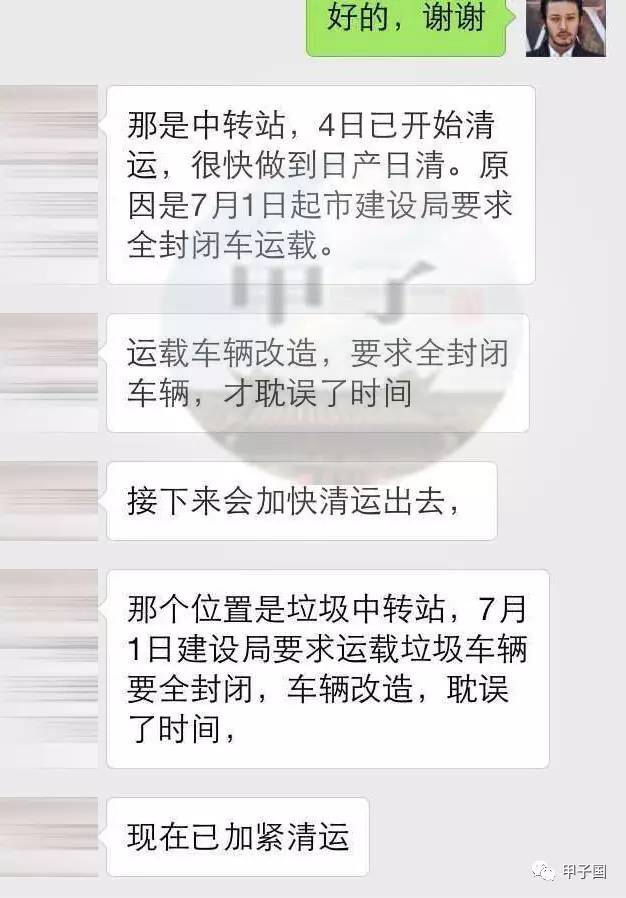 好的，谢谢
那是中转站，4日已开始清
运，很快做到日产日清。原
因是7月1日起市建设局要求
全封闭车运载。
甲子
运载车辆改造，要求全封闭
车辆，才耽误了时间
接下来会加快清运出去，
那个位置是垃圾中转站，7月
1日建设局要求运载垃圾车辆
要全封闭，车辆改造，耽误
了时间，
现在已加紧清运
甲子国